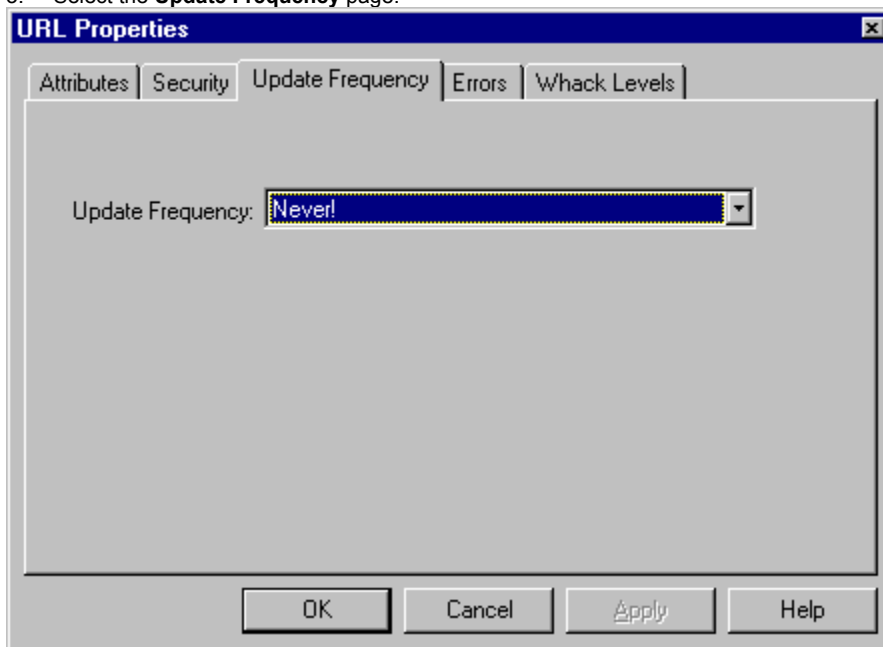 Select the Update Frequency page.
URL Properties
Attributes Security Update Frequency Errors Whack Levels
Update Frequency: Never!
OK Cancel Apply Help